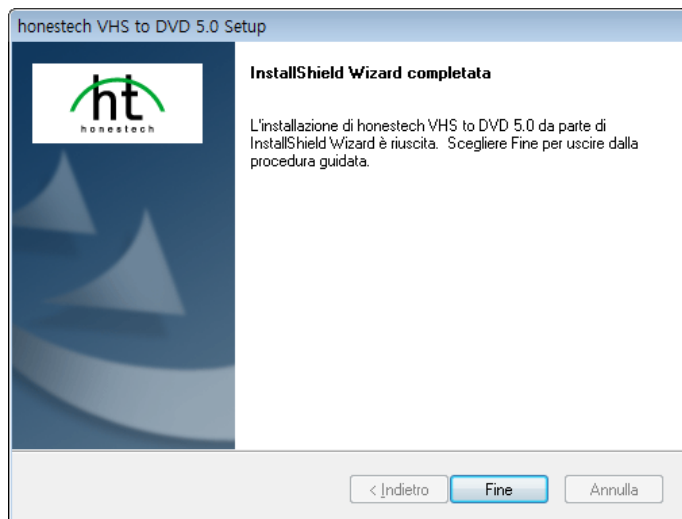 honestech VHS to DVD 5.0 Setup
ht
honestech
InstallShield Wizard completata
L'installazione di honestech VHS to DVD 5.0 da parte di
InstallShield Wizard è riuscita.  Scegliere Fine per uscire dalla
procedura guidata.
< Indietro
Fine
Annulla